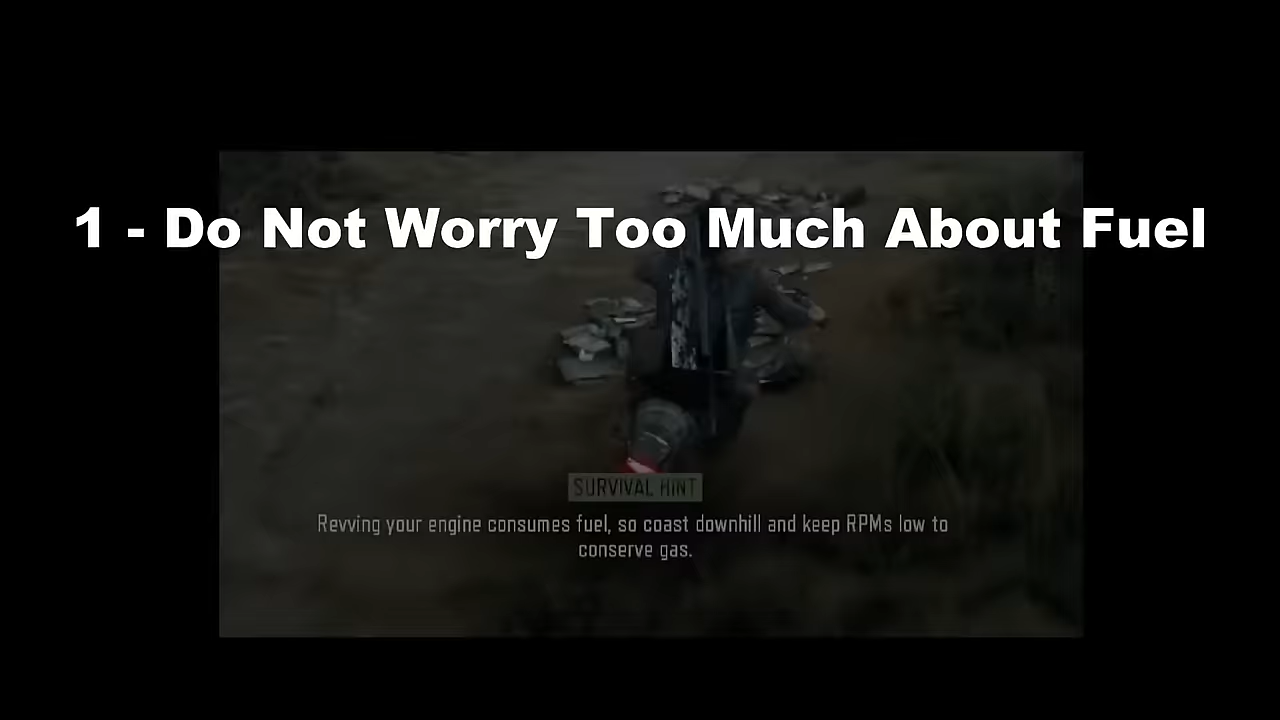 1 - Do Not Worry Too Much About Fuel
SURVIVAL HINT
Revving your engine consumes fuel, so coast downhill and keep RPMs low to
conserve gas.